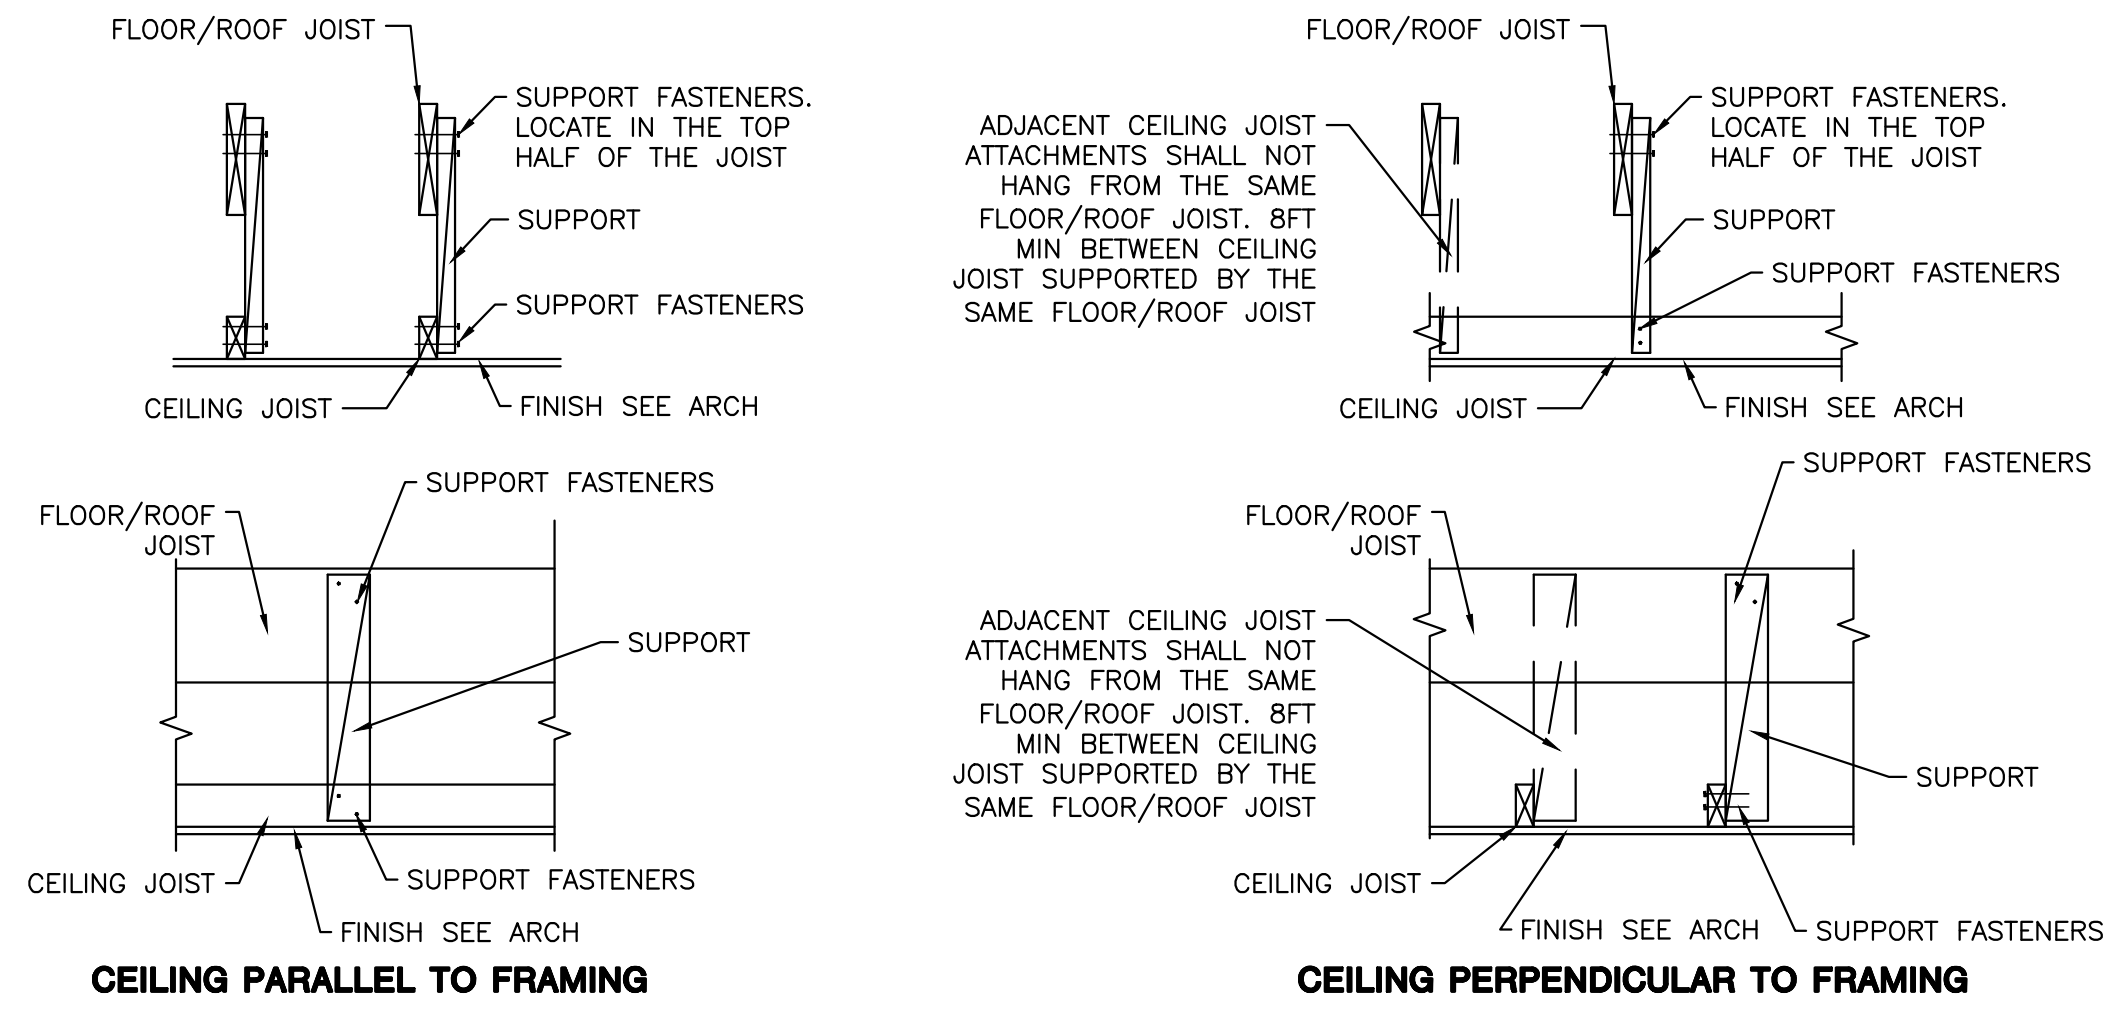 FLOOR/ROOF JOIST
SUPPORT FASTENERS.
LOCATE IN THE TOP
HALF OF THE JOIST
SUPPORT
SUPPORT FASTENERS
CEILING JOIST
FINISH SEE ARCH
SUPPORT FASTENERS
FLOOR/ROOF
JOIST
SUPPORT
CEILING JOIST
SUPPORT FASTENERS
FINISH SEE ARCH
CEILING PARALLEL TO FRAMING
FLOOR/ROOF JOIST
SUPPORT FASTENERS.
LOCATE IN THE TOP
HALF OF THE JOIST
ADJACENT CEILING JOIST
ATTACHMENTS SHALL NOT
HANG FROM THE SAME
FLOOR/ROOF JOIST. 8FT
MIN BETWEEN CEILING
JOIST SUPPORTED BY THE
SAME FLOOR/ROOF JOIST
SUPPORT
SUPPORT FASTENERS
CEILING JOIST
FINISH SEE ARCH
SUPPORT FASTENERS
FLOOR/ROOF
JOIST
ADJACENT CEILING JOIST
ATTACHMENTS SHALL NOT
HANG FROM THE SAME
FLOOR/ROOF JOIST. 8FT
MIN BETWEEN CEILING
JOIST SUPPORTED BY THE
SAME FLOOR/ROOF JOIST
SUPPORT
CEILING JOIST
FINISH SEE ARCH
SUPPORT FASTENERS
CEILING PERPENDICULAR TO FRAMING